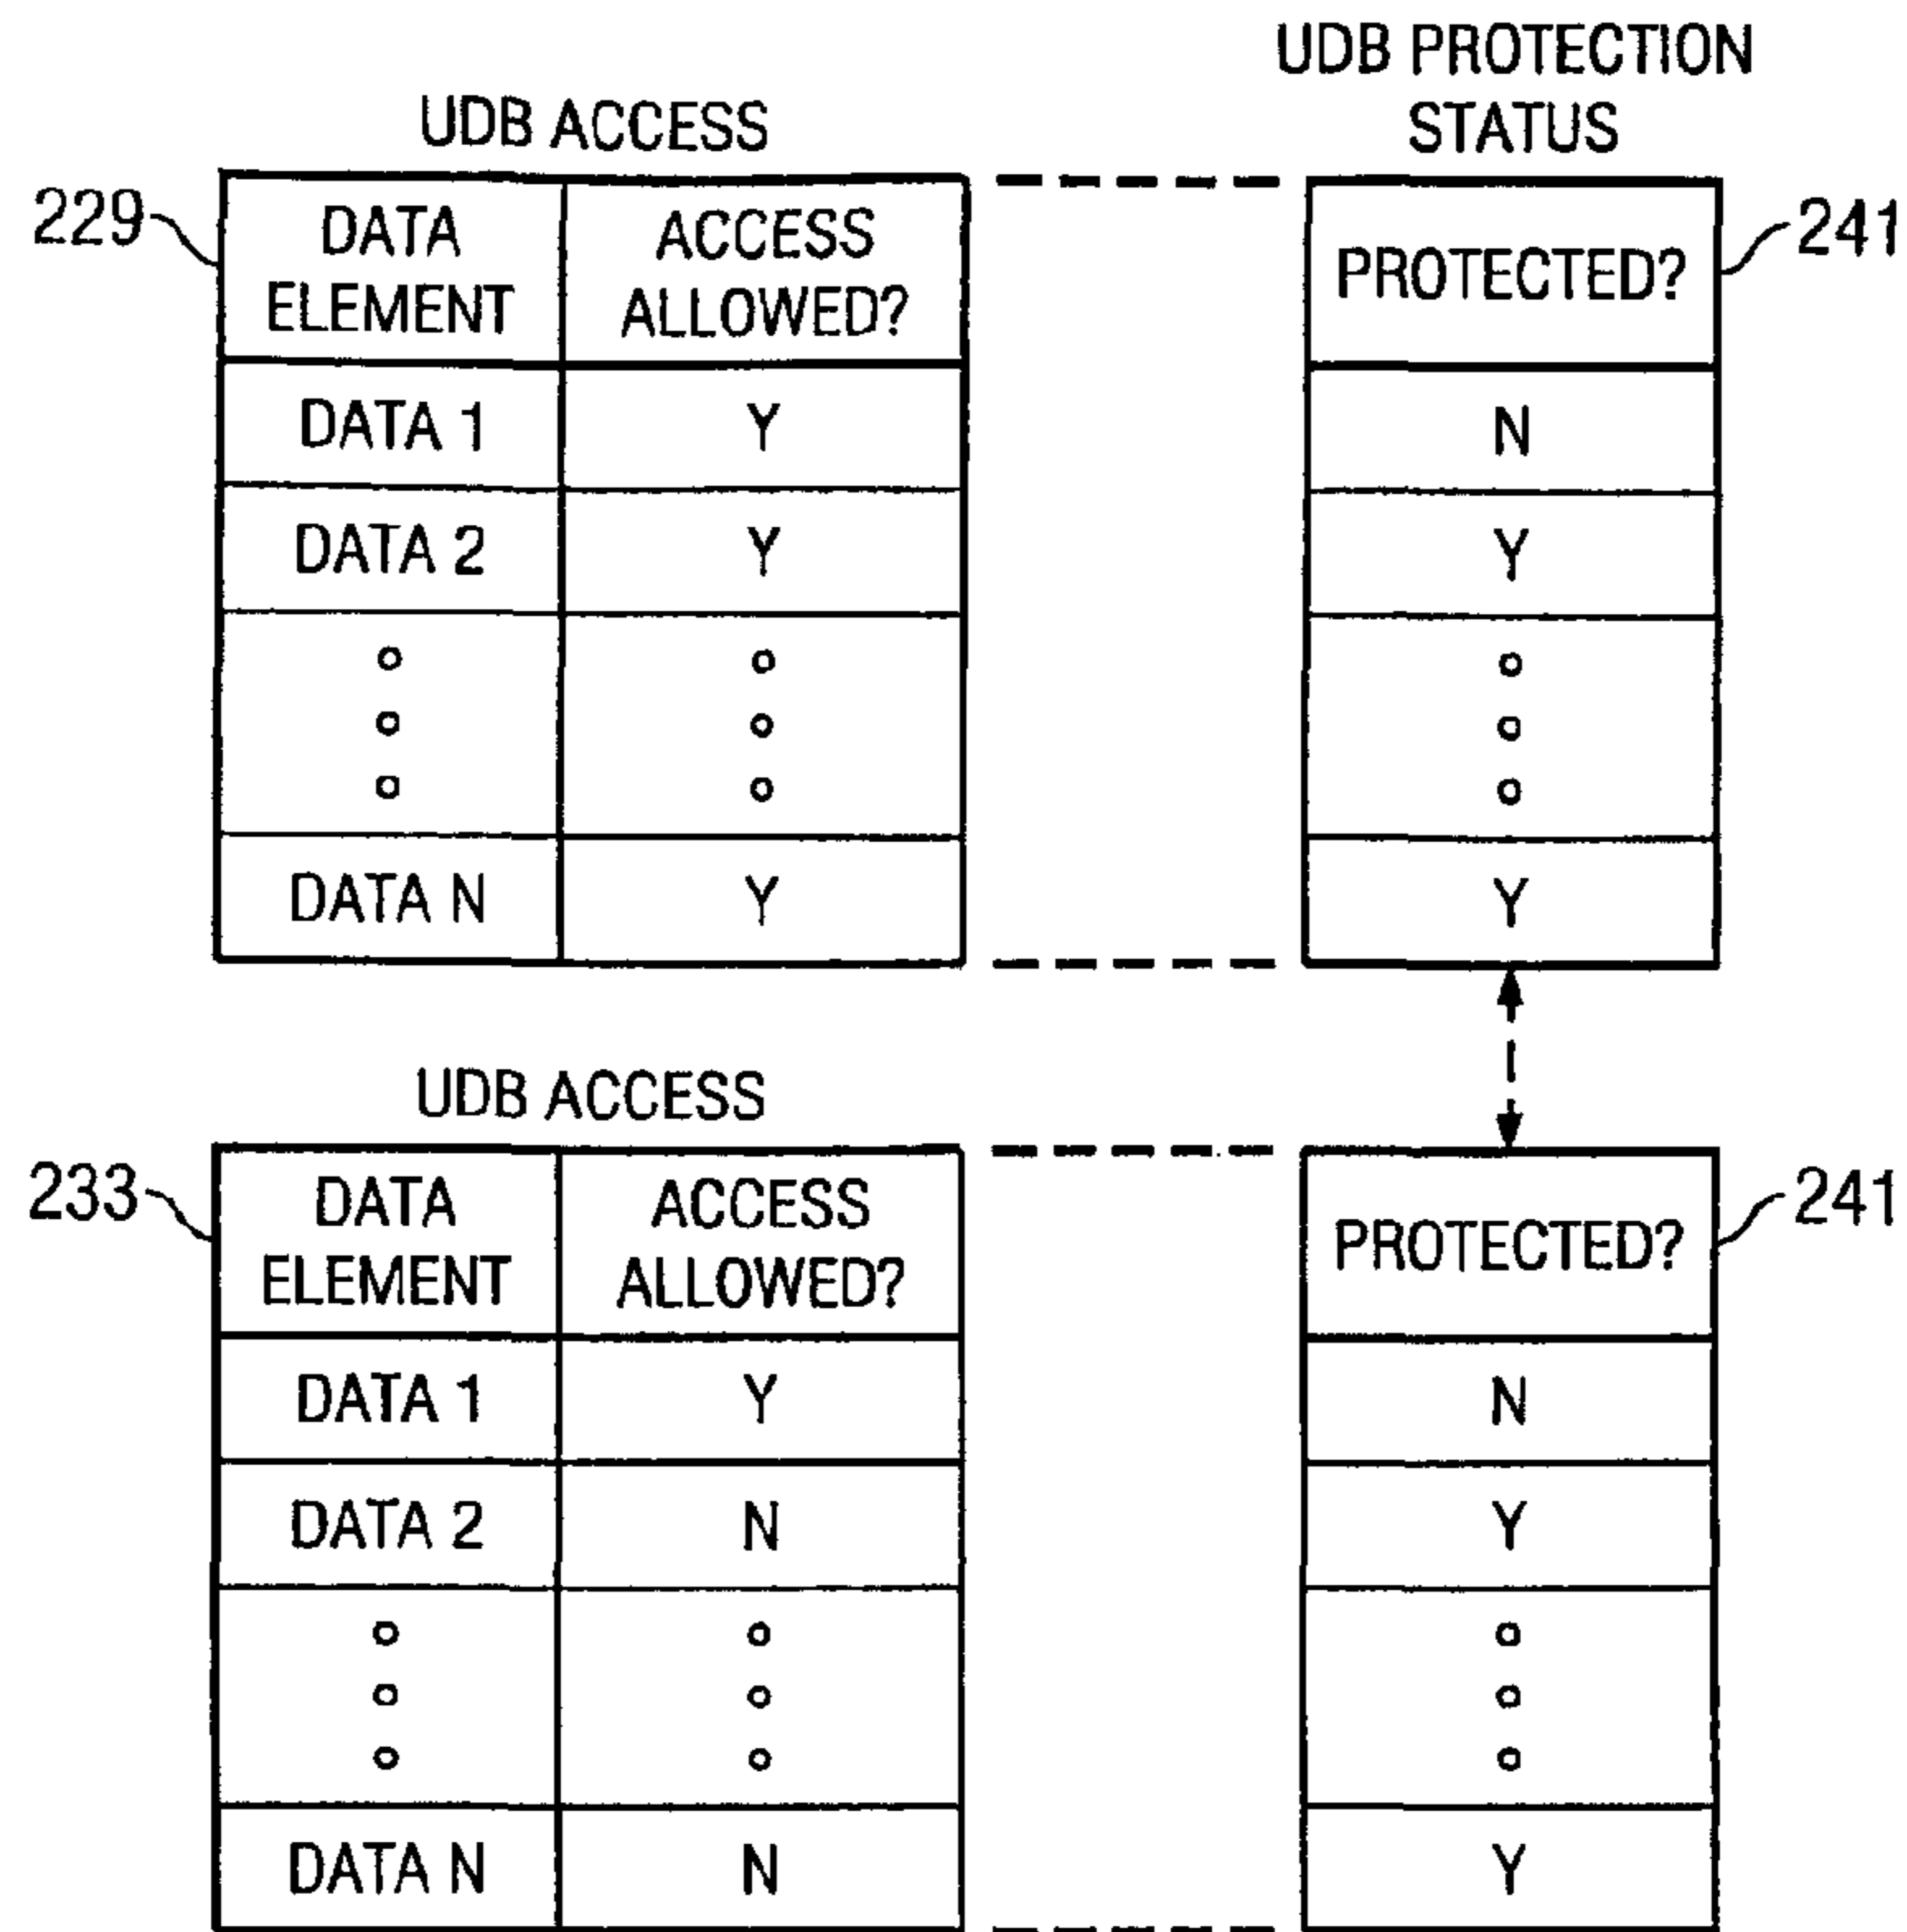 UDB PROTECTION
STATUS
UDB ACCESS
229
DATA
ELEMENT
ACCESS
ALLOWED?
PROTECTED?
241
DATA 1 Y N
DATA 2 Y Y
DATA N Y Y
UDB ACCESS
233
DATA
ELEMENT
ACCESS
ALLOWED?
PROTECTED?
241
DATA 1 Y N
DATA 2 N Y
DATA N N Y